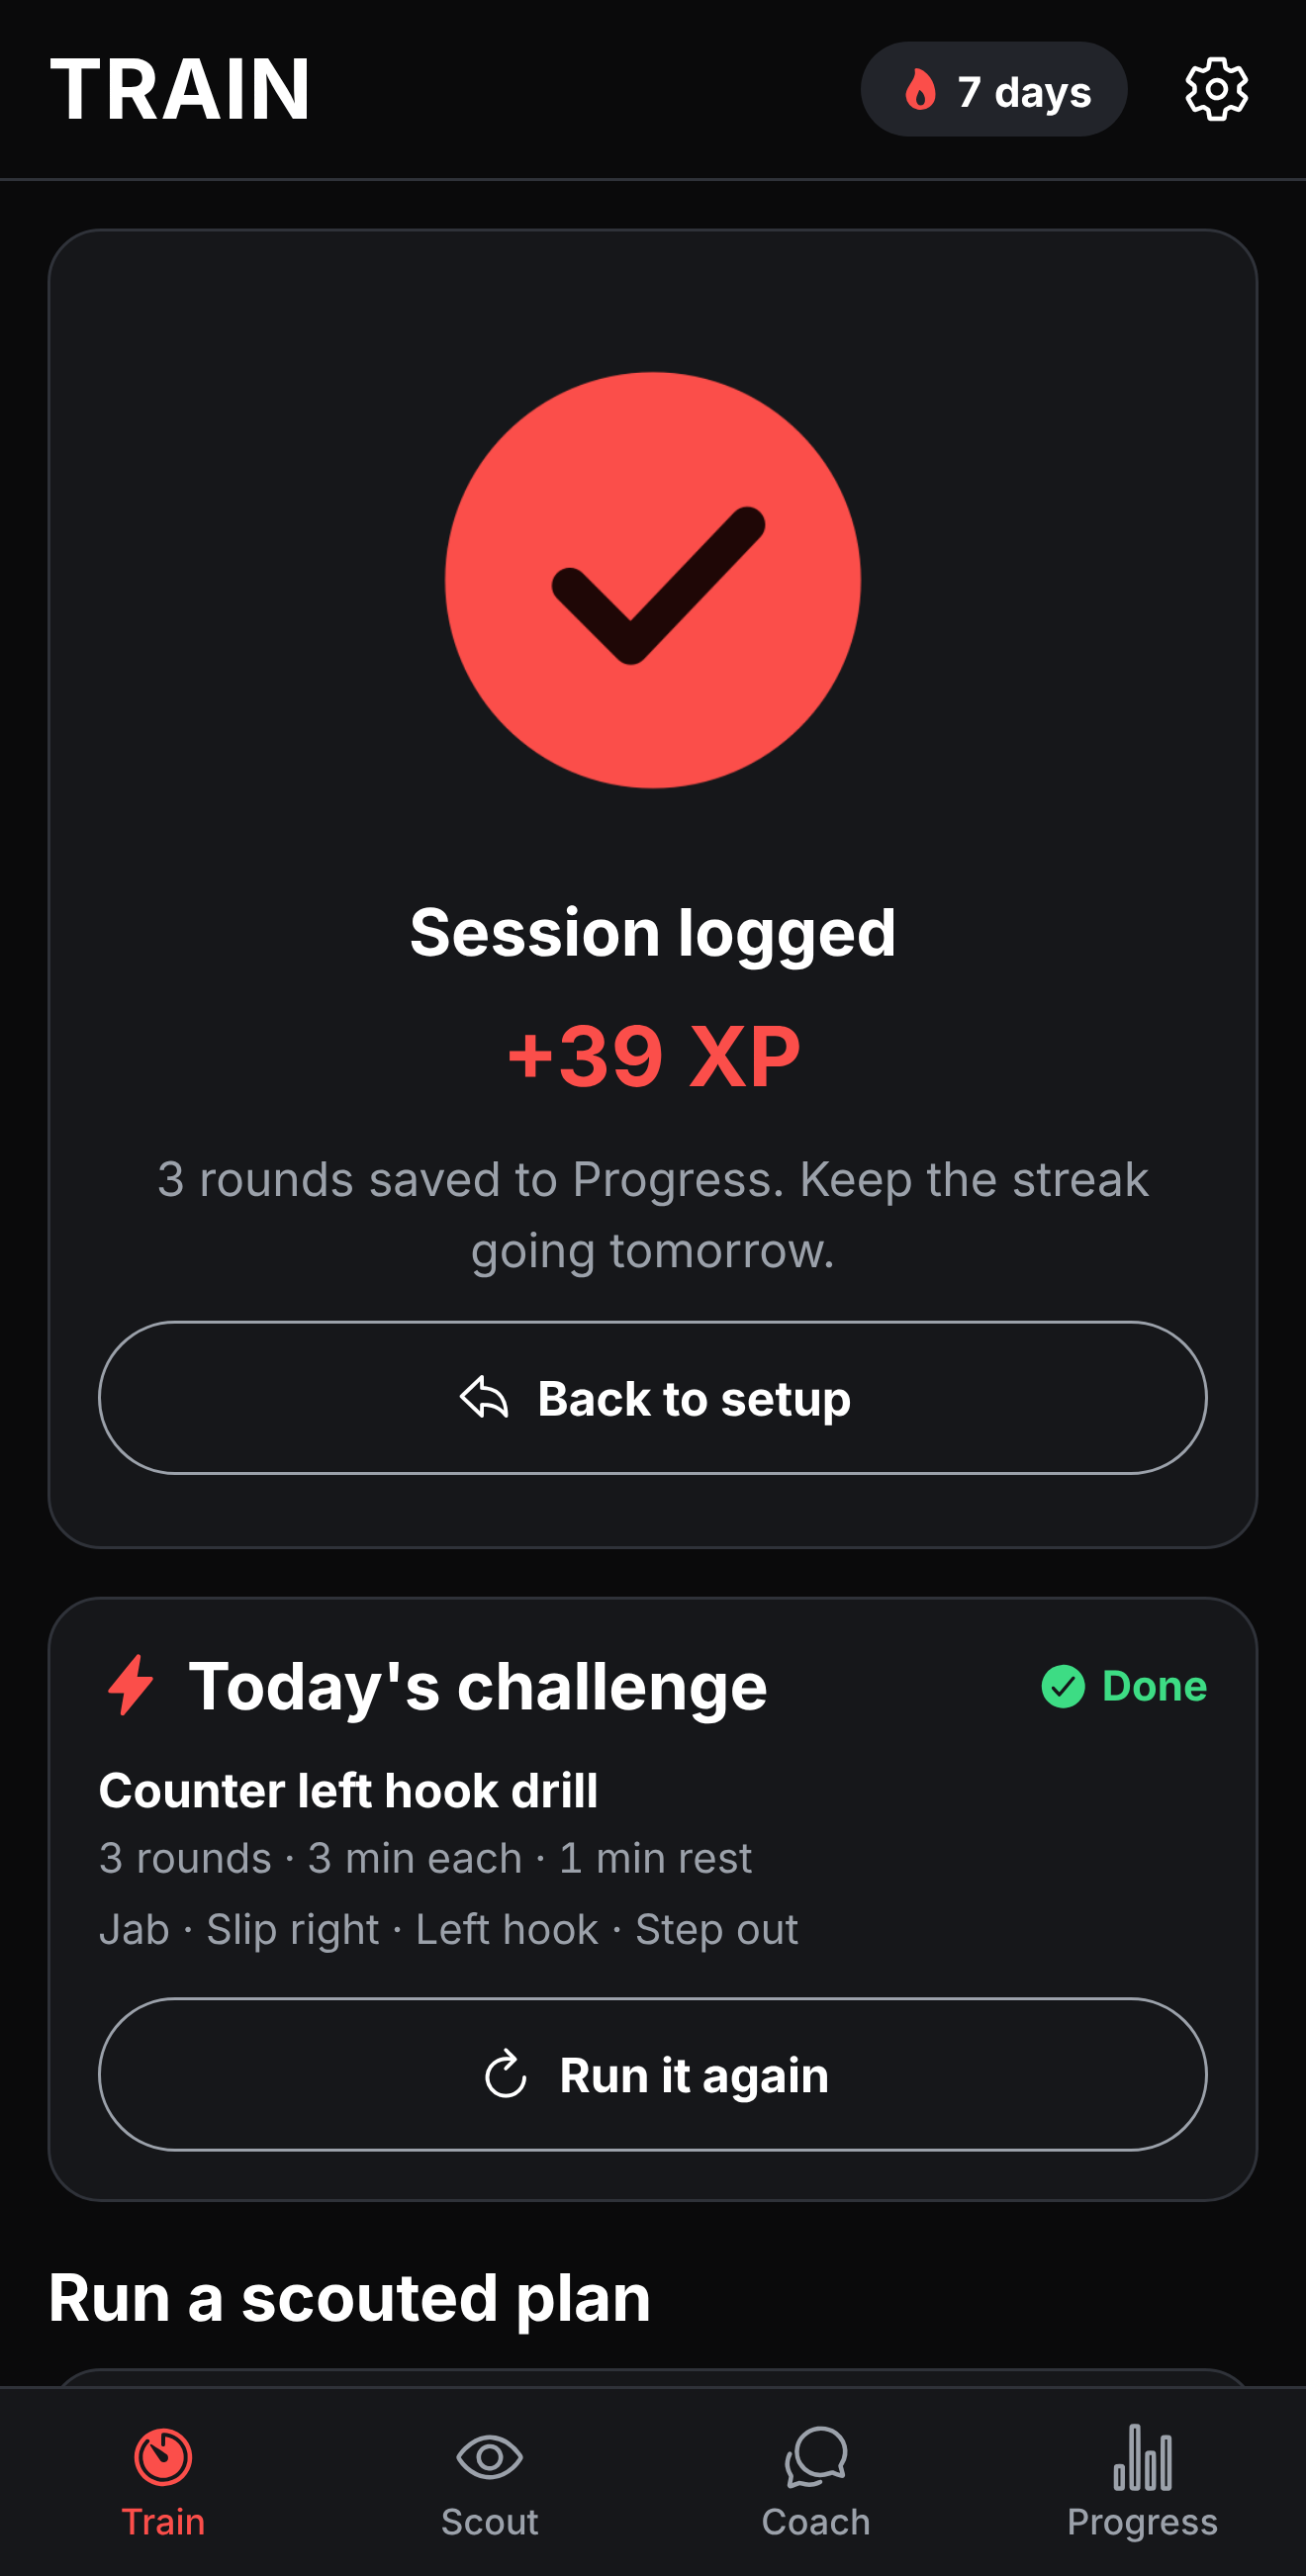 TRAIN
7 days
Session logged
+39 XP
3 rounds saved to Progress. Keep the streak
going tomorrow.
Back to setup
Today's challenge
Done
Counter left hook drill
3 rounds · 3 min each · 1 min rest
Jab · Slip right · Left hook · Step out
Run it again
Run a scouted plan
Train
Scout
Coach
Progress